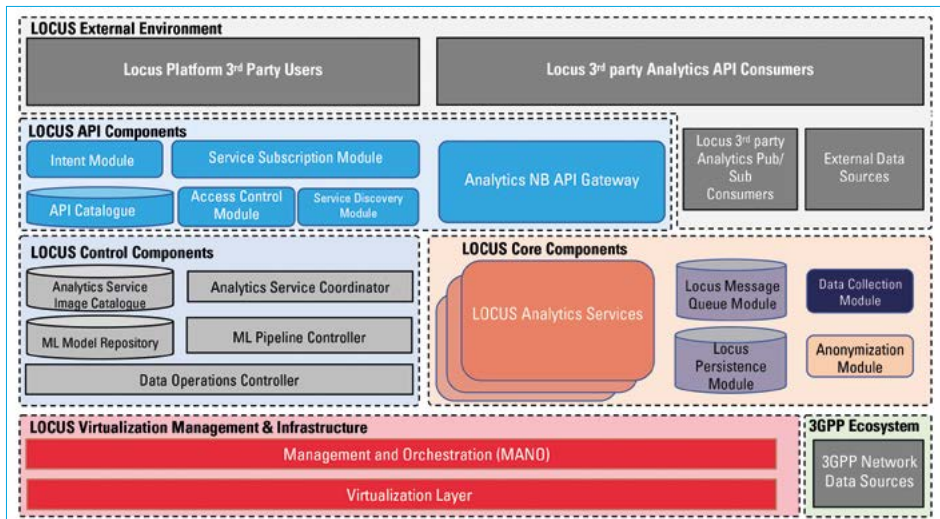 LOCUS External Environment
Locus Platform 3rd Party Users
Locus 3rd party Analytics API Consumers
LOCUS API Components
Intent Module
Service Subscription Module
Analytics NB API Gateway
API Catalogue
Access Control
Module
Service Discovery
Module
Locus 3rd party
Analytics Pub/
Sub
Consumers
External Data
Sources
LOCUS Control Components
Analytics Service
Image Catalogue
Analytics Service Coordinator
ML Model Repository
ML Pipeline Controller
Data Operations Controller
LOCUS Core Components
LOCUS Analytics Services
Locus Message
Queue Module
Data Collection
Module
Locus
Persistence
Module
Anonymization
Module
LOCUS Virtualization Management & Infrastructure
Management and Orchestration (MANO)
Virtualization Layer
3GPP Ecosystem
3GPP Network
Data Sources